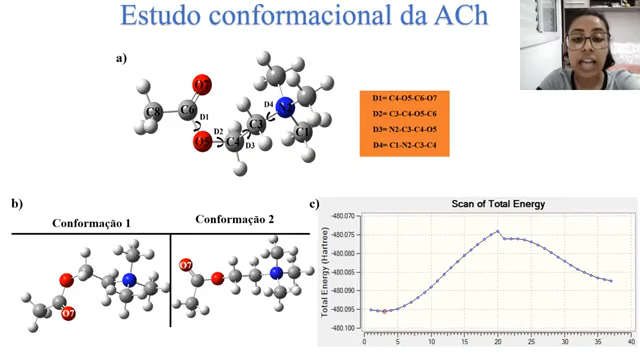 Estudo conformacional da ACh
a)
O7
D4
N2
C8
C6
D1
C3
C1
D2
O5
C4
D3
D1= C4-O5-C6-O7
D2= C3-C4-O5-C6
D3= N2-C3-C4-O5
D4= C1-N2-C3-C4
b)
Conformação 1
Conformação 2
O7
O7
c)
Scan of Total Energy
Total Energy (Hartree)
-480.070
-480.075
-480.080
-480.085
-480.090
-480.095
-480.100
0 5 10 15 20 25 30 35 40